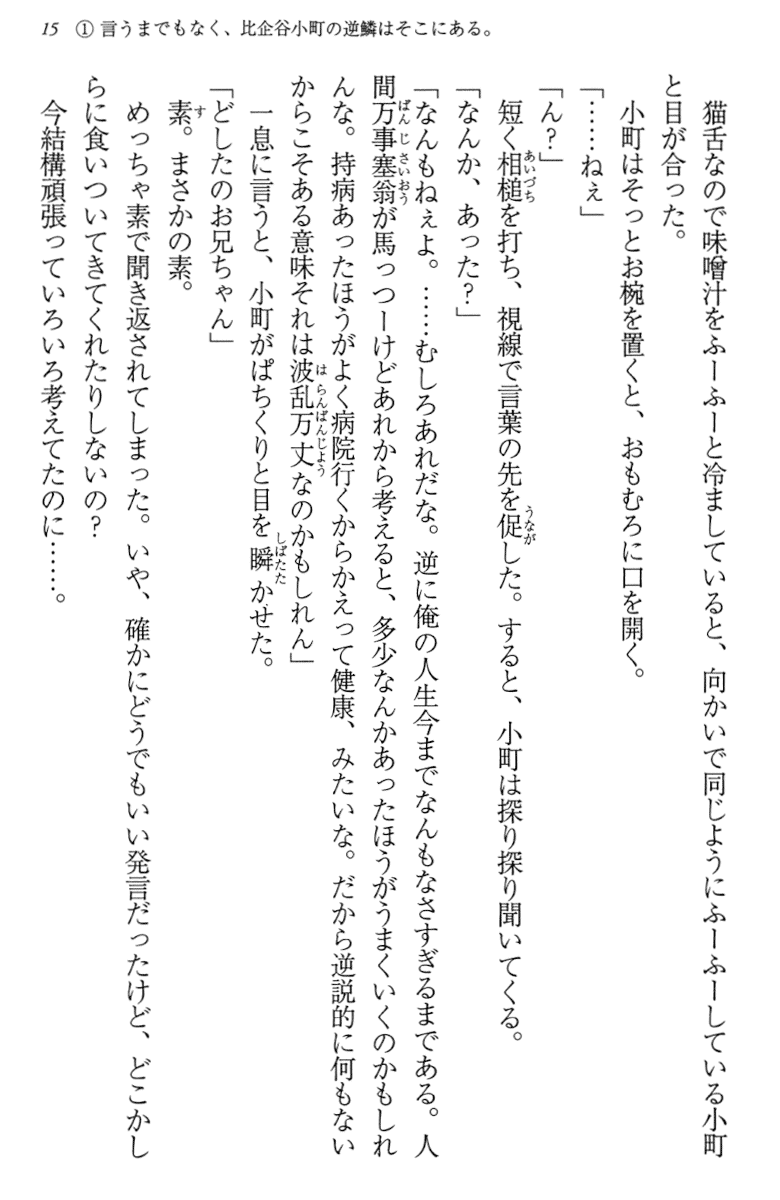 15　① 言うまでもなく、比企谷小町の逆鱗はそこにある。
　猫舌なので味噌汁をふーふーと冷ましていると、向かいで同じようにふーふーしている小町
と目が合った。
　小町はそっとお椀を置くと、おもむろに口を開く。
「……ねぇ」
「ん？」
　短く相槌を打ち、視線で言葉の先を促した。すると、小町は探り探り聞いてくる。
「なんか、あった？」
「なんもねぇよ。……むしろあれだな。逆に俺の人生今までなんもなさすぎるまである。人
間万事塞翁が馬っつーけどあれから考えると、多少なんかあったほうがうまくいくのかもしれ
んな。持病あったほうがよく病院行くからかえって健康、みたいな。だから逆説的に何もない
からこそある意味それは波乱万丈なのかもしれん」
　一息に言うと、小町がぱちくりと目を瞬かせた。
「どしたのお兄ちゃん」
　素。まさかの素。
　めっちゃ素で聞き返されてしまった。いや、確かにどうでもいい発言だったけど、どこかし
らに食いついてきてくれたりしないの？
　今結構頑張っていろいろ考えてたのに……。